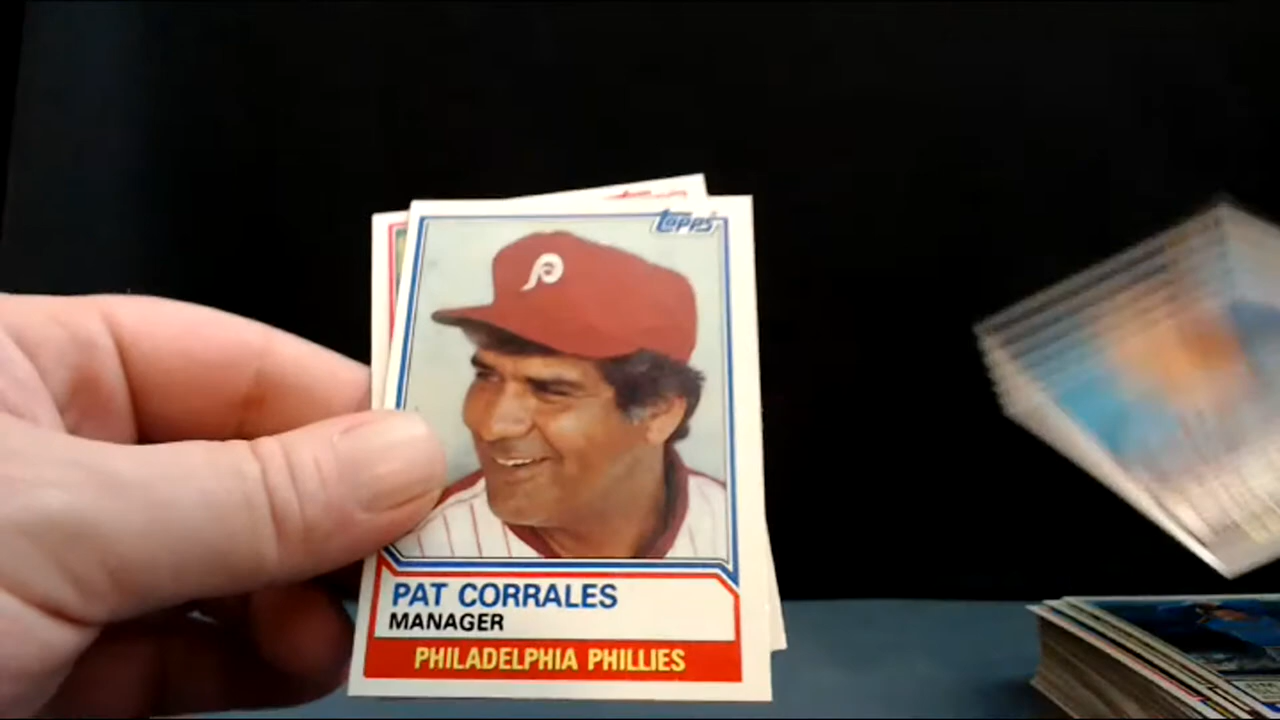 Topps
P
PAT CORRALES
MANAGER
PHILADELPHIA PHILLIES